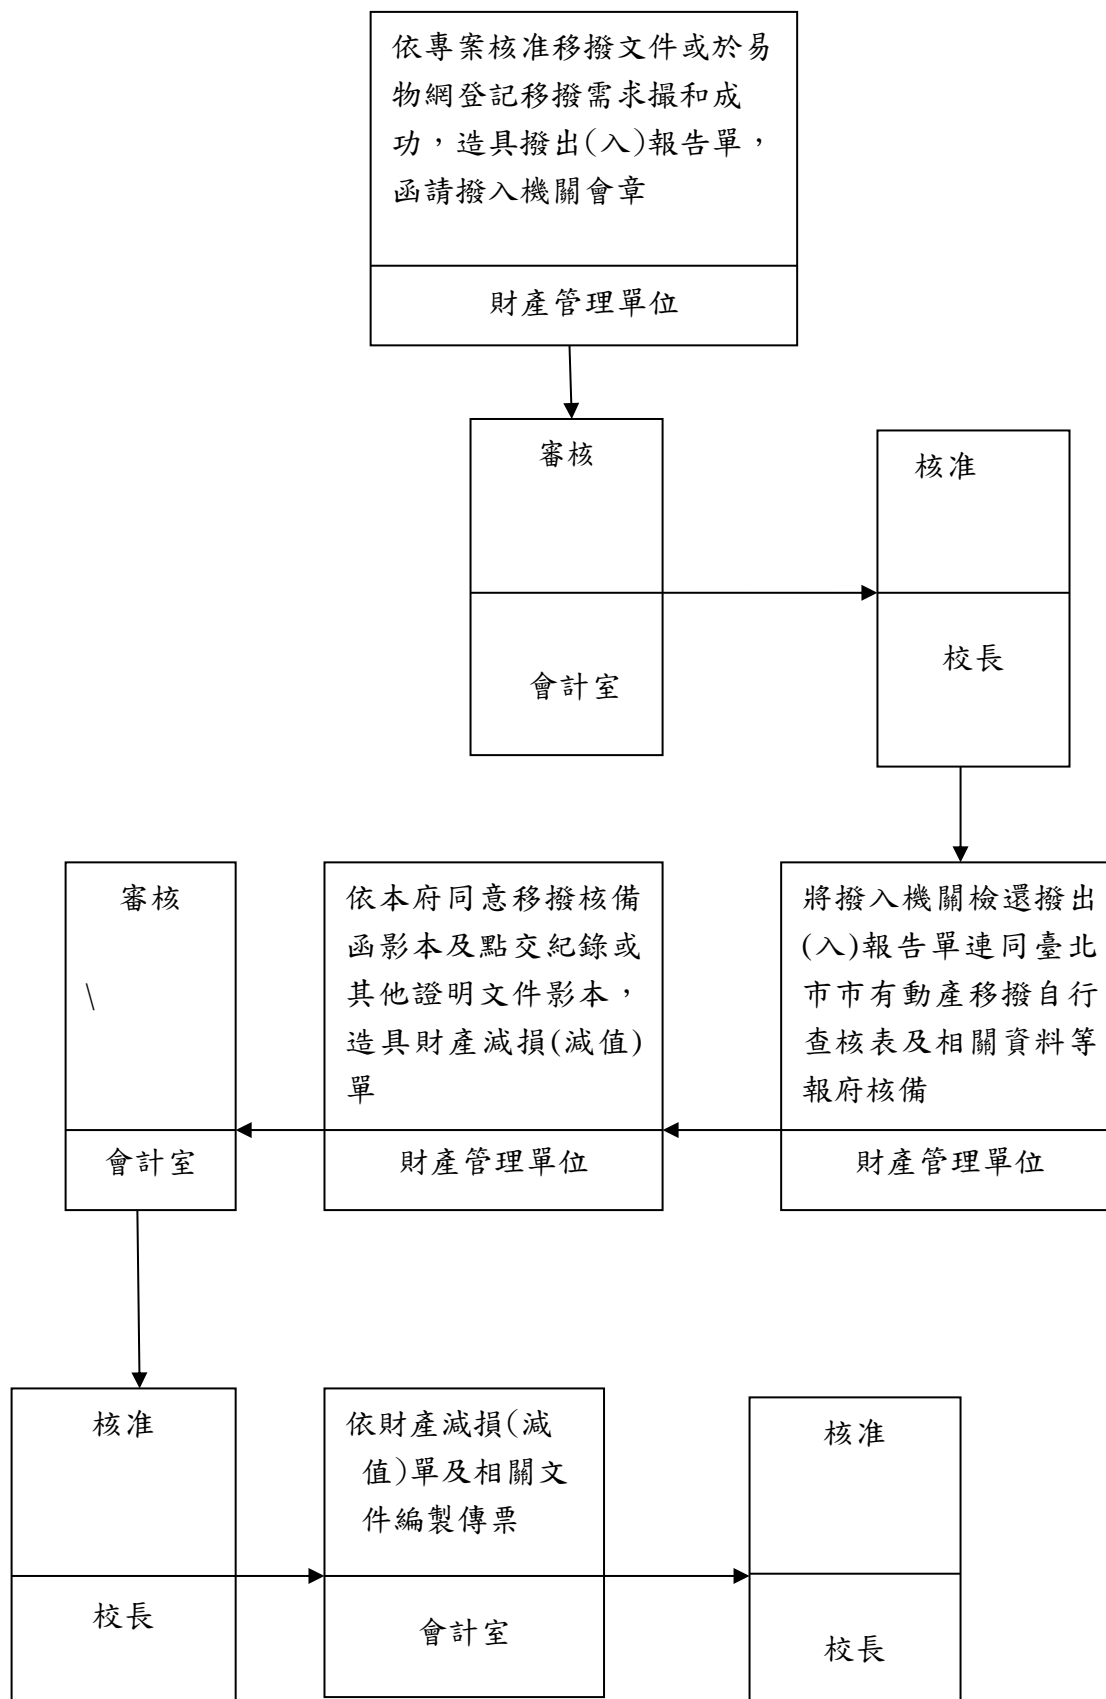 依專案核准移撥文件或於易
物網登記移撥需求撮和成
功，造具撥出(入)報告單，
函請撥入機關會章
財產管理單位
審核
會計室
核准
校長
將撥入機關檢還撥出
(入)報告單連同臺北
市市有動產移撥自行
查核表及相關資料等
報府核備
財產管理單位
依本府同意移撥核備
函影本及點交紀錄或
其他證明文件影本，
造具財產減損(減值)
單
財產管理單位
審核
\
會計室
核准
校長
依財產減損(減
值)單及相關文
件編製傳票
會計室
核准
校長